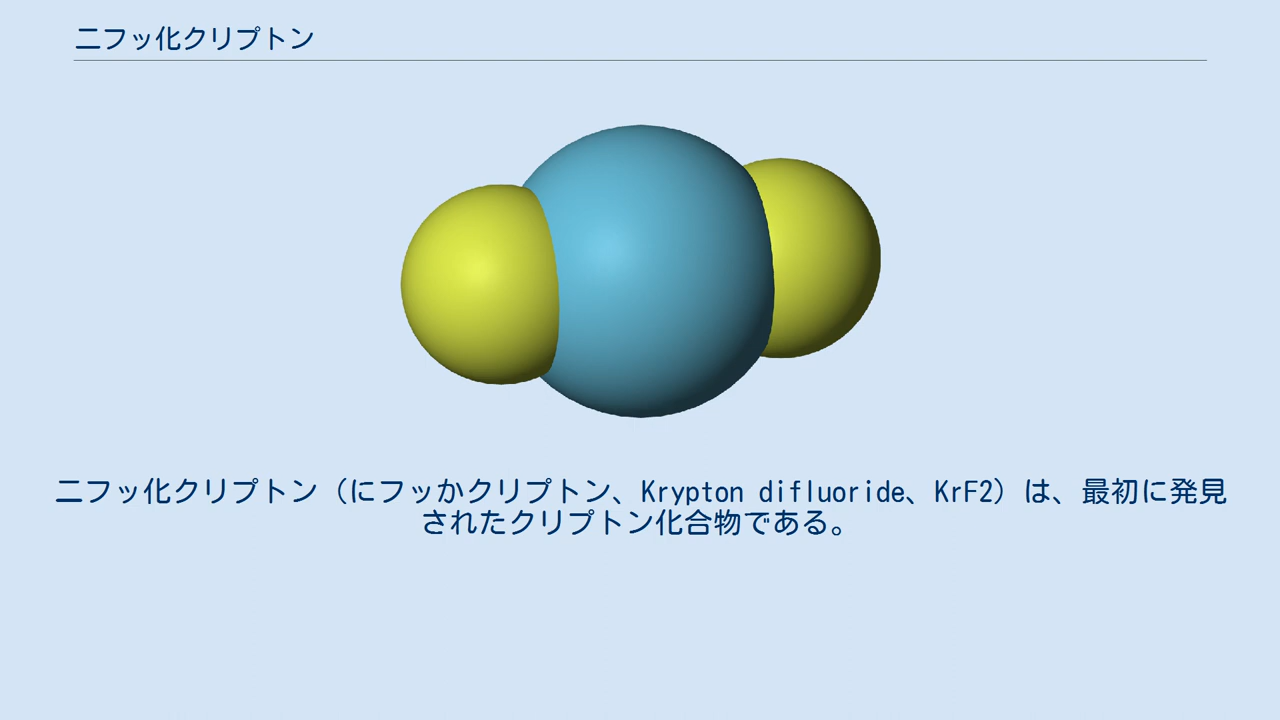 二フッ化クリプトン
二フッ化クリプトン（にフッかクリプトン、Krypton difluoride、KrF2）は、最初に発見
されたクリプトン化合物である。